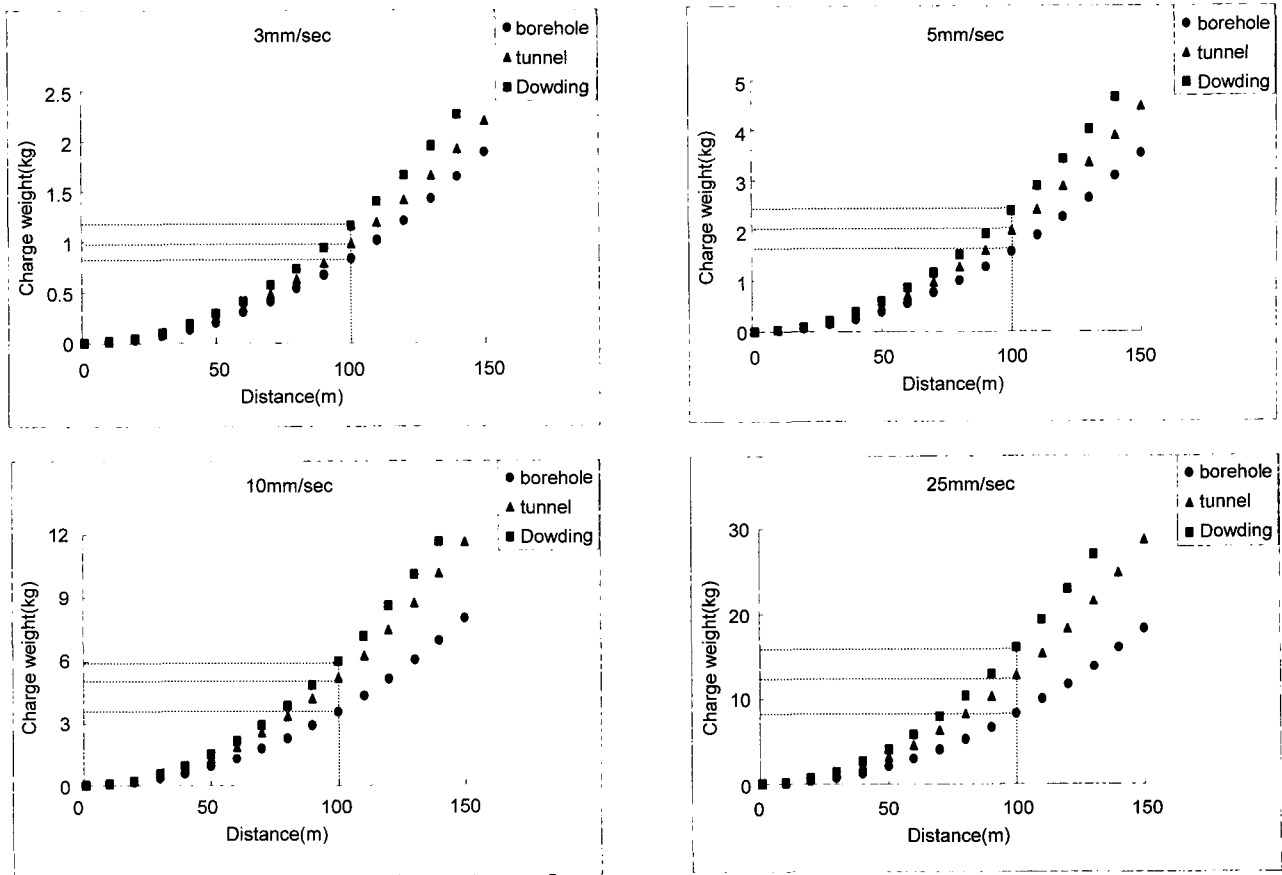 3mm/sec
borehole
tunnel
Dowding
Charge weight(kg)
2.5
2
1.5
1
0.5
0
0 50 100 150
Distance(m)
5mm/sec
borehole
tunnel
Dowding
Charge weight(kg)
5
4
3
2
1
0
0 50 100 150
Distance(m)
10mm/sec
borehole
tunnel
Dowding
Charge weight(kg)
12
9
6
3
0
0 50 100 150
Distance(m)
25mm/sec
borehole
tunnel
Dowding
Charge weight(kg)
30
20
10
0
0 50 100 150
Distance(m)